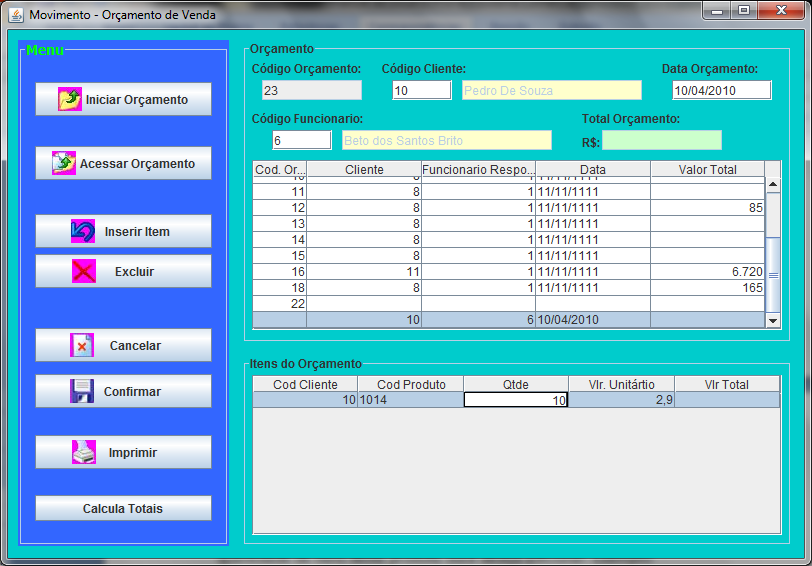 Movimento - Orçamento de Venda
Menu
Iniciar Orçamento
Acessar Orçamento
Inserir Item
Excluir
Cancelar
Confirmar
Imprimir
Calcula Totais
Orçamento
Código Orçamento: Código Cliente: Data Orçamento:
23 10 Pedro De Souza 10/04/2010
Código Funcionario: Total Orçamento:
6 Beto dos Santos Brito R$:
Cod. Or... Cliente Funcionario Respo... Data Valor Total
11 8 1 11/11/1111
12 8 1 11/11/1111 85
13 8 1 11/11/1111
14 8 1 11/11/1111
15 8 1 11/11/1111
16 11 1 11/11/1111 6.720
18 8 1 11/11/1111 165
22
10 6 10/04/2010
Itens do Orçamento
Cod Cliente Cod Produto Qtde Vlr. Unitártio Vlr Total
10 1014 10 2,9